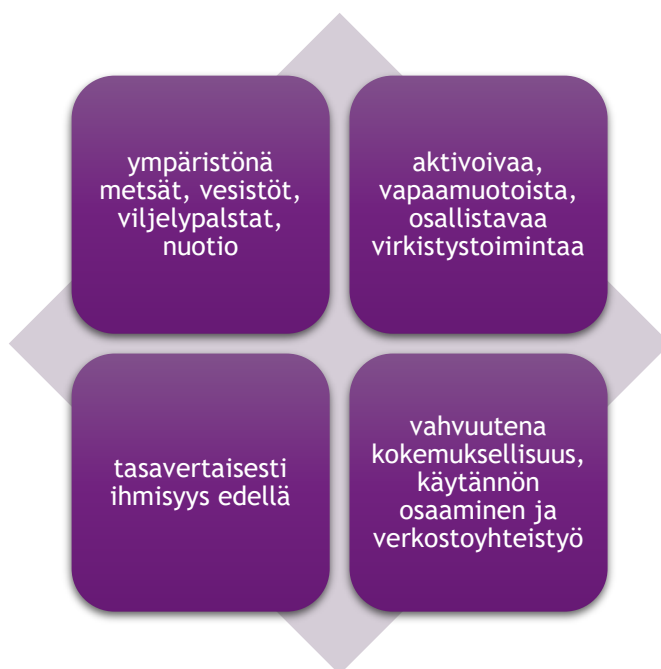 ympäristönä
metsät, vesistöt,
viljelypalstat,
nuotio
aktivoivaa,
vapaamuotoista,
osallistavaa
virkistystoimintaa
tasavertaisesti
ihmisyys edellä
vahvuutena
kokemuksellisuus,
käytännön
osaaminen ja
verkostoyhteistyö